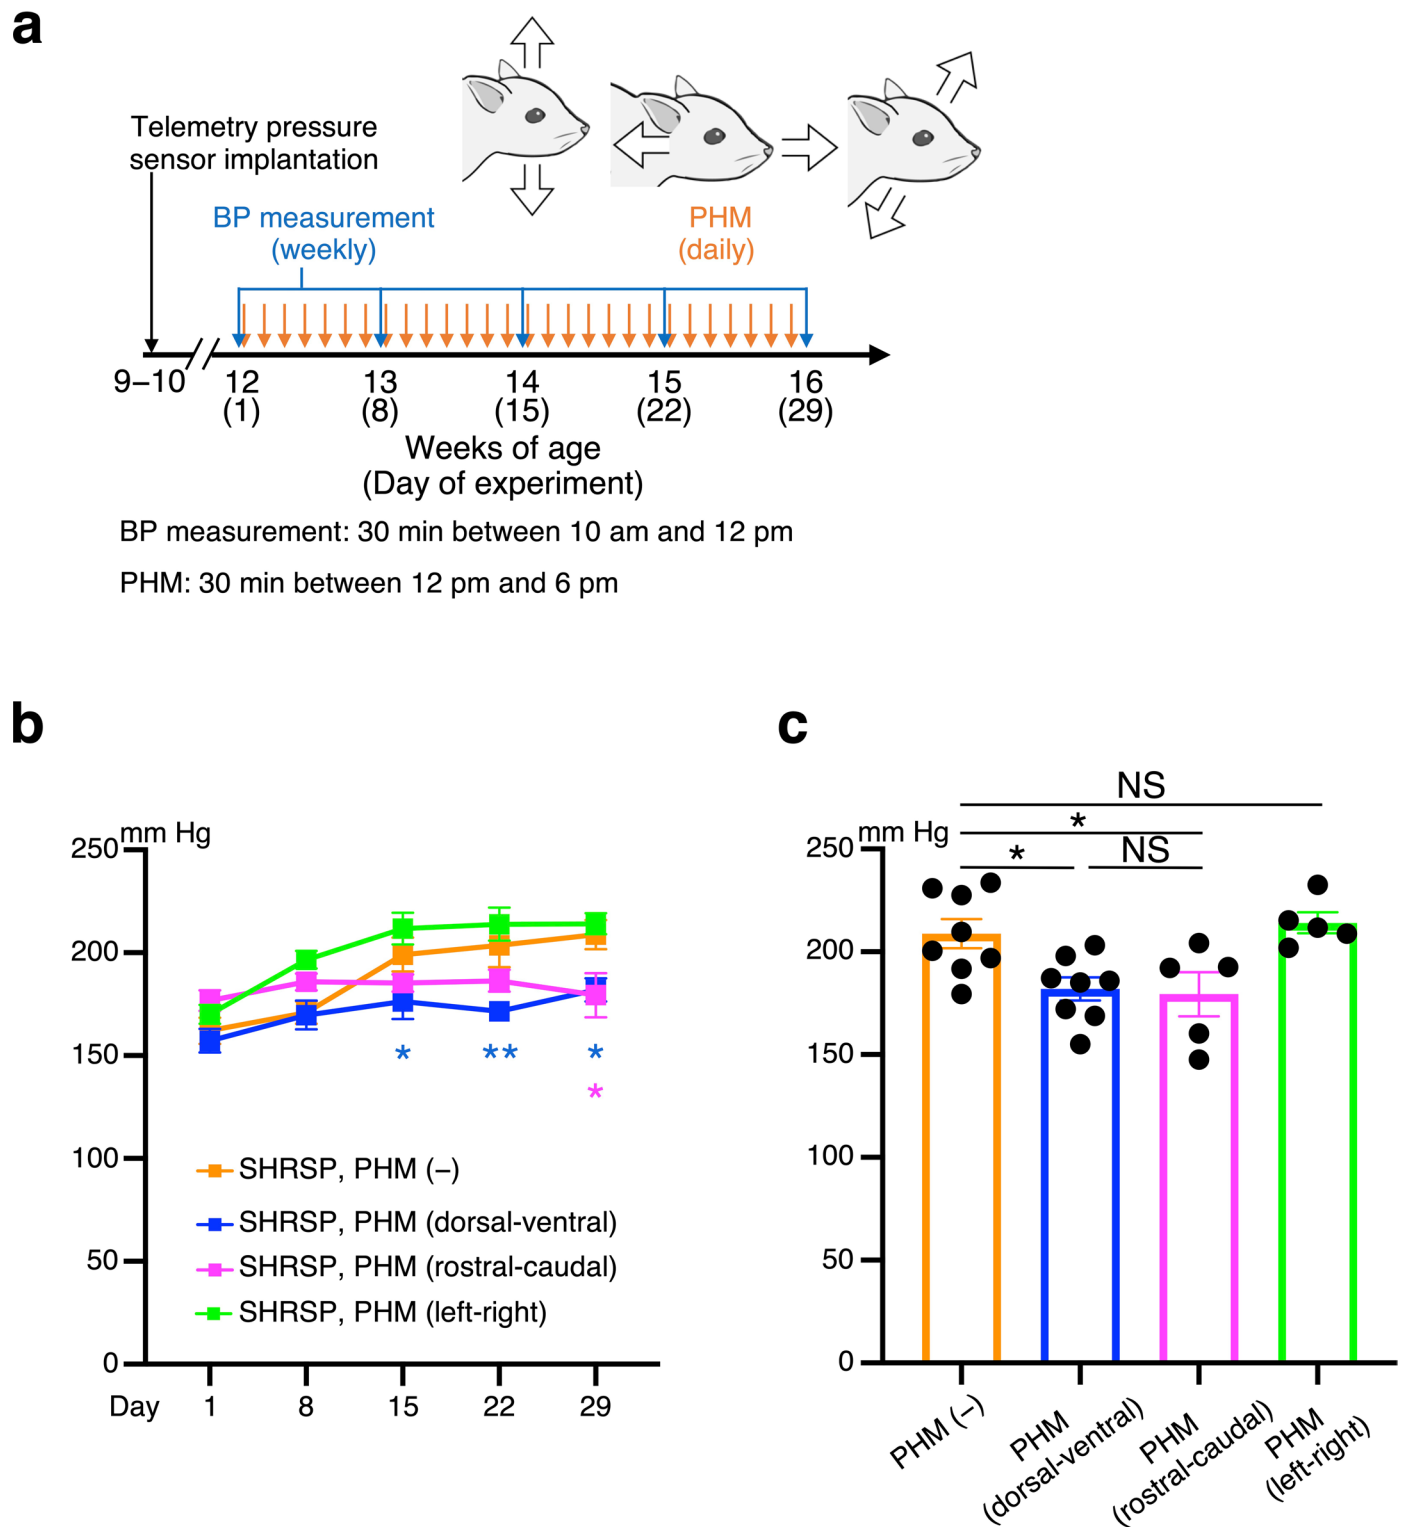 a
Telemetry pressure
sensor implantation
BP measurement
(weekly)
PHM
(daily)
9–10 12 13 14 15 16
(1) (8) (15) (22) (29)
Weeks of age
(Day of experiment)
BP measurement: 30 min between 10 am and 12 pm
PHM: 30 min between 12 pm and 6 pm
b
mm Hg
250
200
150
100
50
0
* ** *
*
SHRSP, PHM (–)
SHRSP, PHM (dorsal-ventral)
SHRSP, PHM (rostral-caudal)
SHRSP, PHM (left-right)
Day 1 8 15 22 29
c
NS
*
* NS
mm Hg
250
200
150
100
50
0
PHM (–)
PHM
(dorsal-ventral)
PHM
(rostral-caudal)
PHM
(left-right)